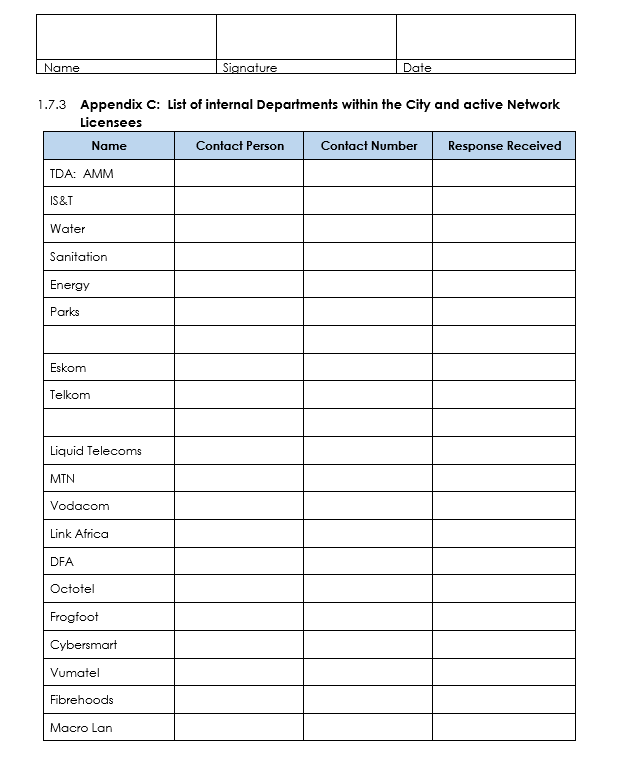 Name Signature Date
1.7.3 Appendix C: List of internal Departments within the City and active Network
Licensees
Name Contact Person Contact Number Response Received
TDA: AMM
IS&T
Water
Sanitation
Energy
Parks
Eskom
Telkom
Liquid Telecoms
MTN
Vodacom
Link Africa
DFA
Octotel
Frogfoot
Cybersmart
Vumatel
Fibrehoods
Macro Lan